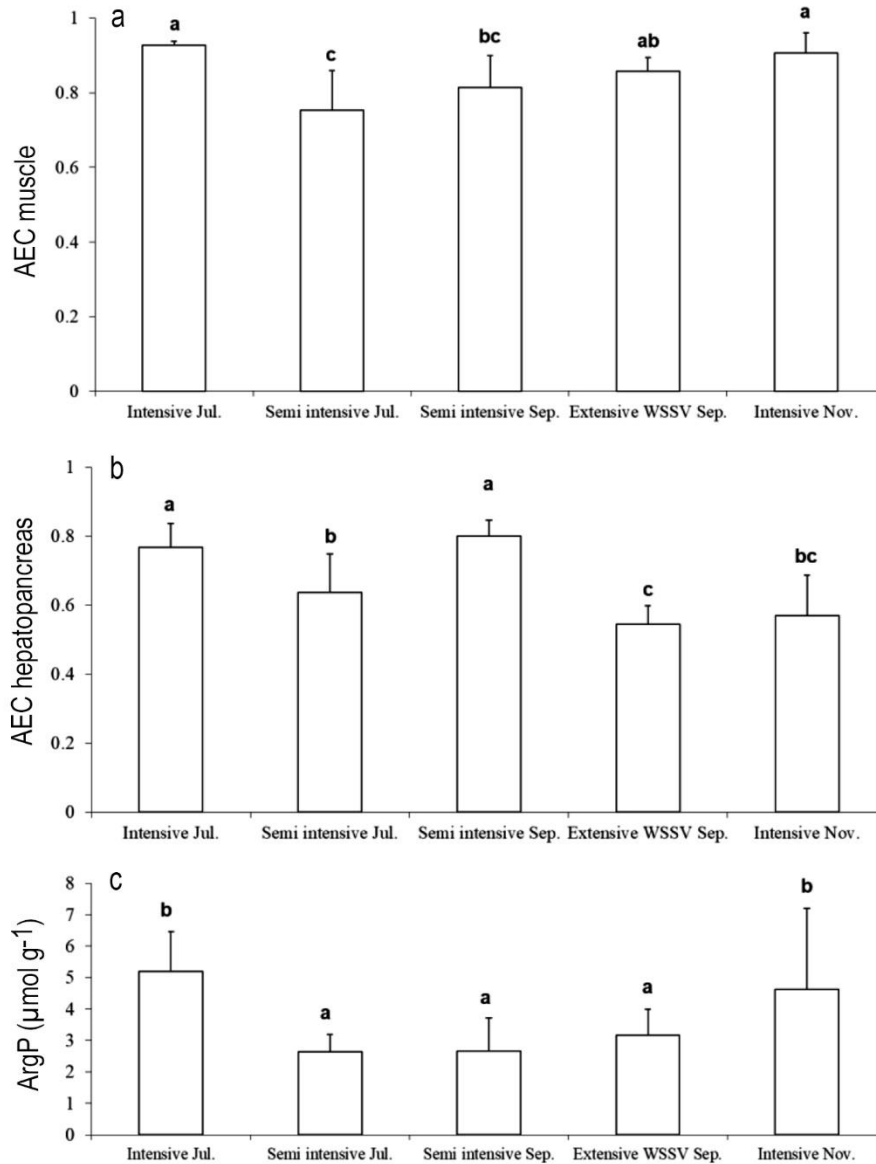 a
AEC muscle
1
0.8
0.6
0.4
0.2
0
a
c
bc
ab
a
Intensive Jul. Semi intensive Jul. Semi intensive Sep. Extensive WSSV Sep. Intensive Nov.
b
AEC hepatopancreas
1
0.8
0.6
0.4
0.2
0
a
b
a
c
bc
Intensive Jul. Semi intensive Jul. Semi intensive Sep. Extensive WSSV Sep. Intensive Nov.
c
ArgP (µmol g-1)
8
7
6
5
4
3
2
1
0
b
a
a
a
b
Intensive Jul. Semi intensive Jul. Semi intensive Sep. Extensive WSSV Sep. Intensive Nov.